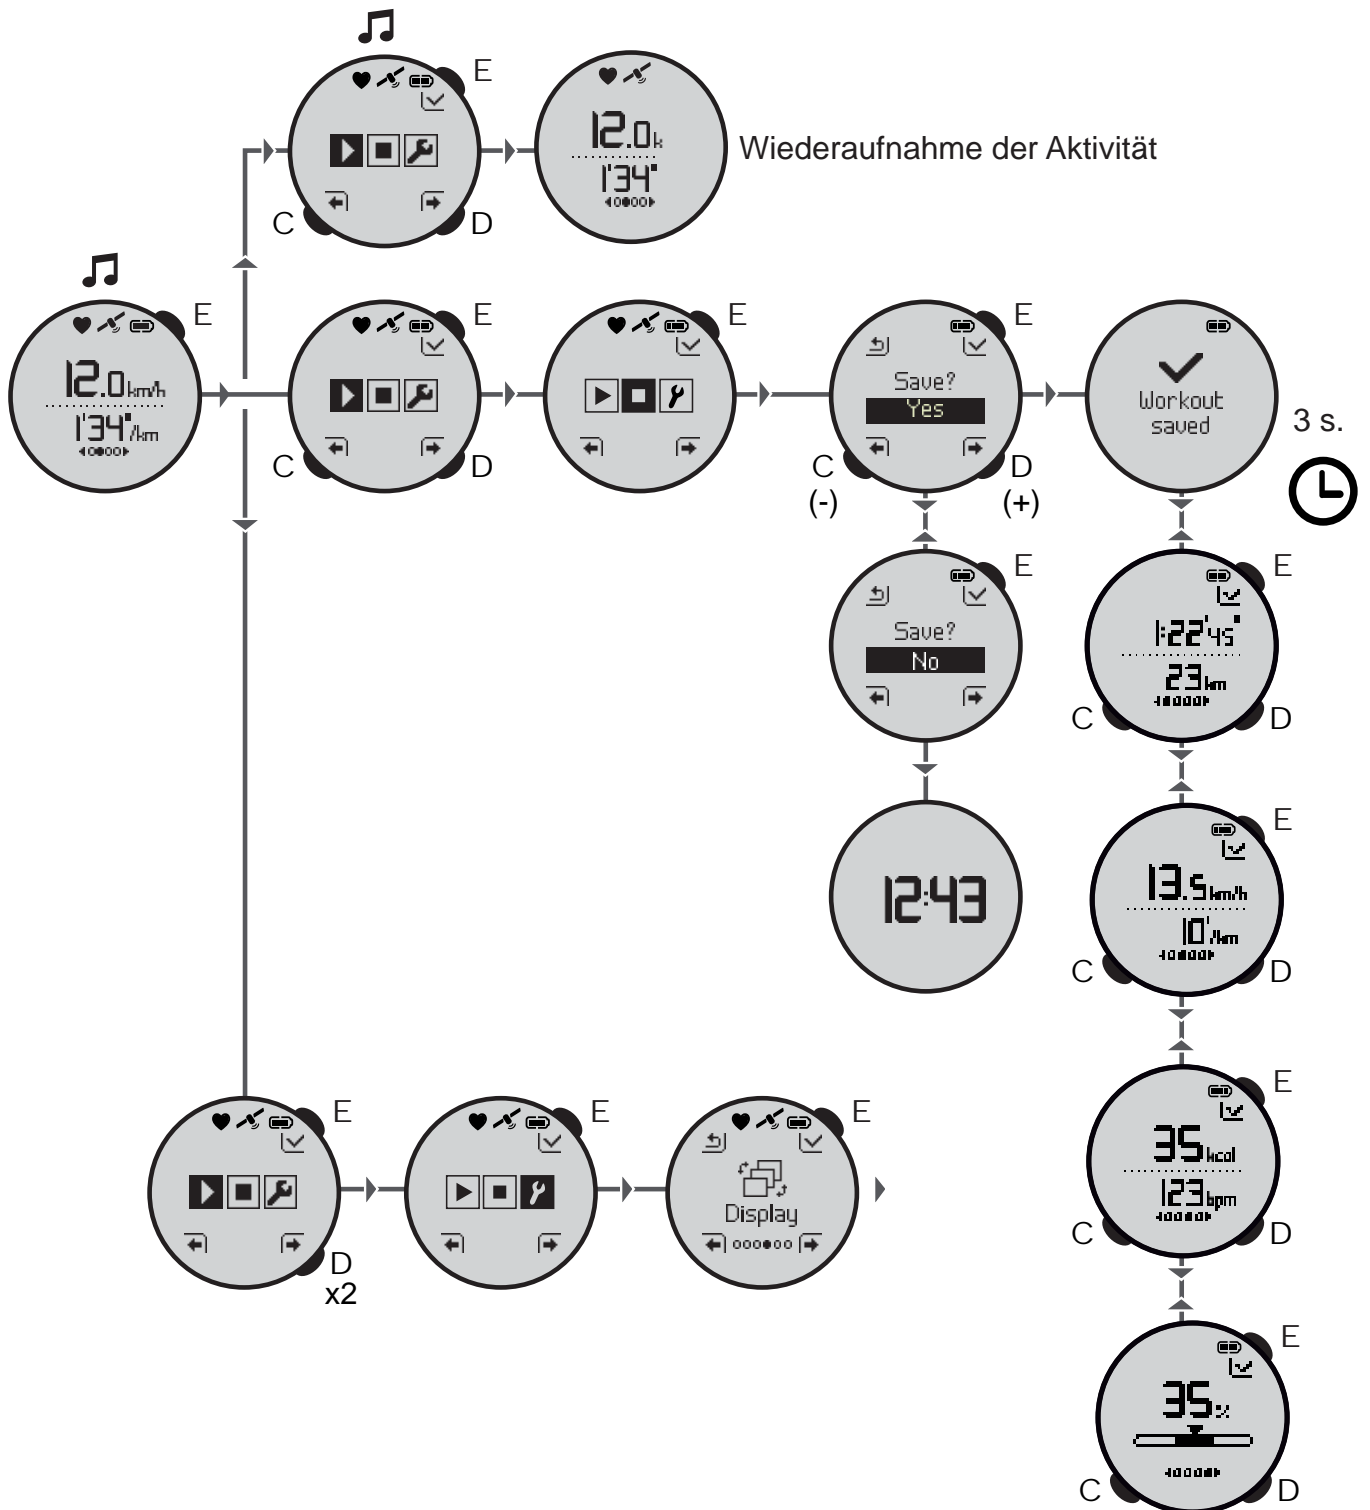 E
12.0k
1'34"
Wiederaufnahme der Aktivität
C
D
E
12.0km/h
1'34"/km
E
C
D
E
E
Save?
Yes
C
(-)
D
(+)
Workout
saved
3 s.
E
Save?
No
E
1:22'45"
23km
C
D
12:43
E
13.5km/h
10'/km
C
D
E
D
x2
E
E
Display
E
35kcal
123bpm
C
D
E
35%
C
D